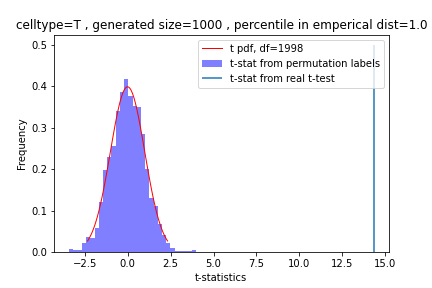 celltype=T , generated size=1000 , percentile in emperical dist=1.0
0.5
0.4
0.3
0.2
0.1
0.0
Frequency
t pdf, df=1998
t-stat from permutation labels
t-stat from real t-test
−2.5 0.0 2.5 5.0 7.5 10.0 12.5 15.0
t-statistics